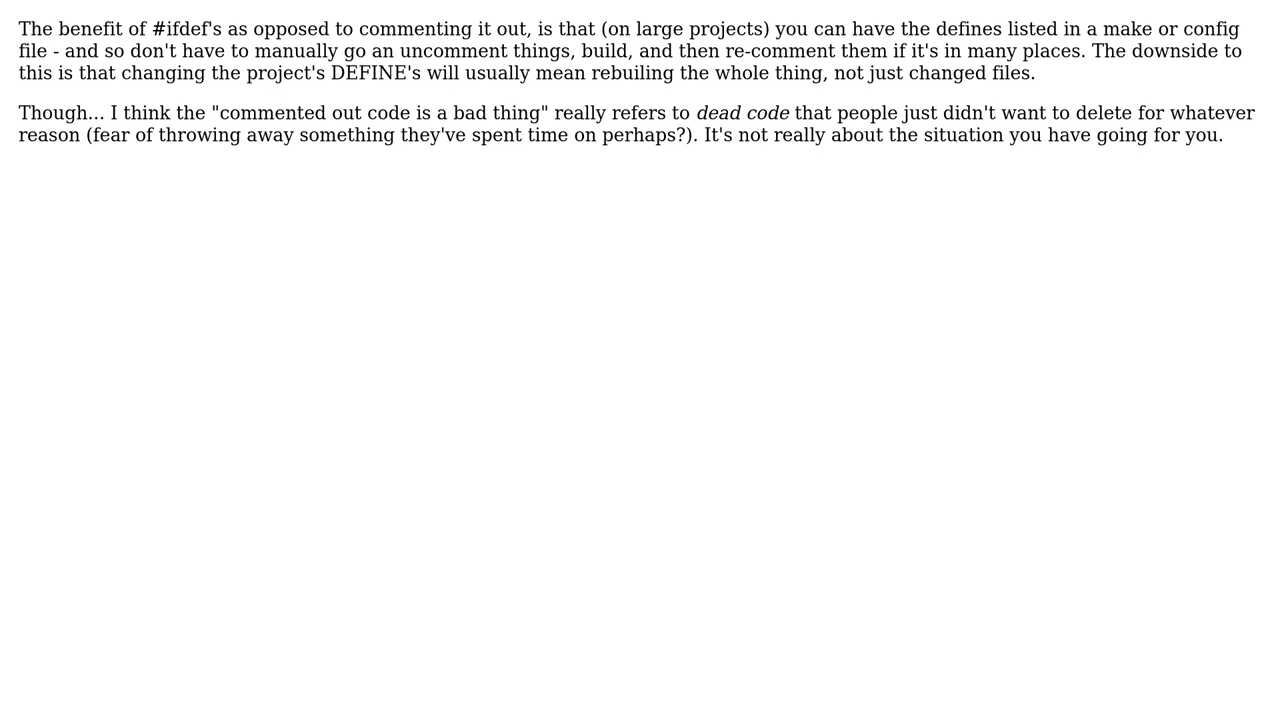 The benefit of #ifdef's as opposed to commenting it out, is that (on large projects) you can have the defines listed in a make or config
file - and so don't have to manually go an uncomment things, build, and then re-comment them if it's in many places. The downside to
this is that changing the project's DEFINE's will usually mean rebuiling the whole thing, not just changed files.
Though... I think the "commented out code is a bad thing" really refers to dead code that people just didn't want to delete for whatever
reason (fear of throwing away something they've spent time on perhaps?). It's not really about the situation you have going for you.